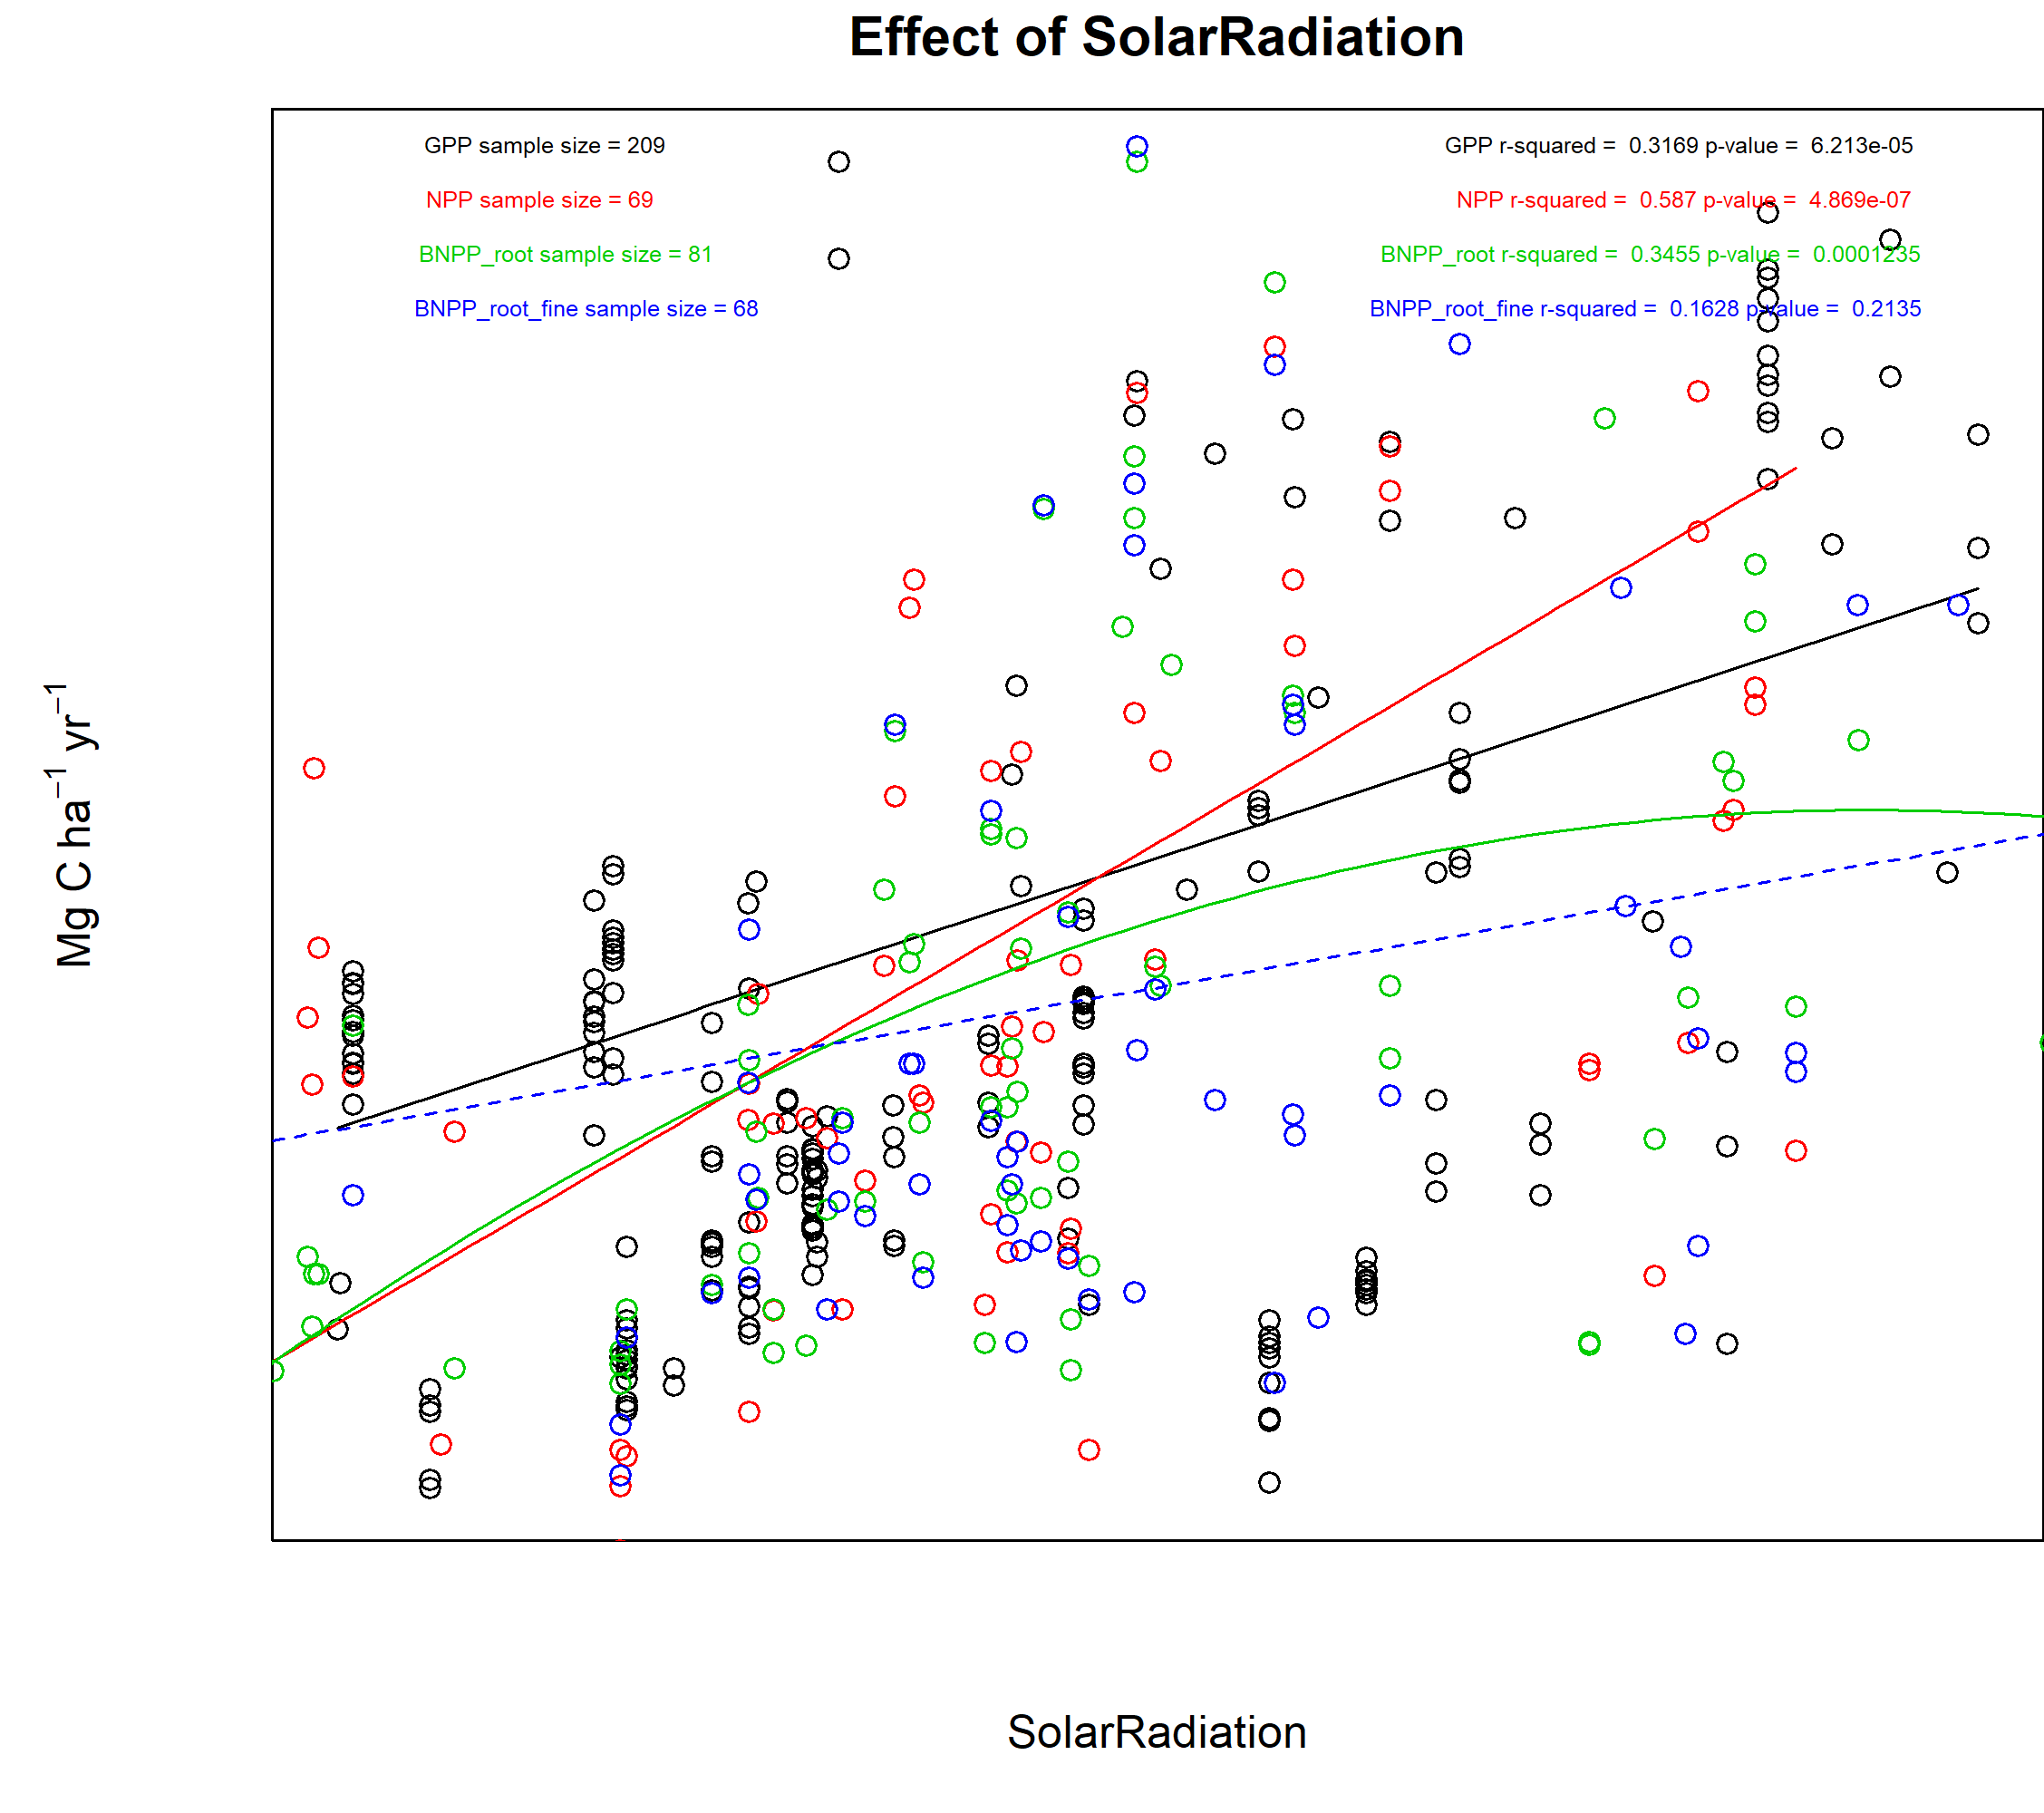 Effect of SolarRadiation
GPP sample size = 209
GPP r-squared = 0.3169 p-value = 6.213e-05
NPP sample size = 69
NPP r-squared = 0.587 p-value = 4.869e-07
BNPP_root sample size = 81
BNPP_root r-squared = 0.3455 p-value = 0.0001235
BNPP_root_fine sample size = 68
BNPP_root_fine r-squared = 0.1628 p-value = 0.2135
Mg C ha⁻¹ yr⁻¹
SolarRadiation